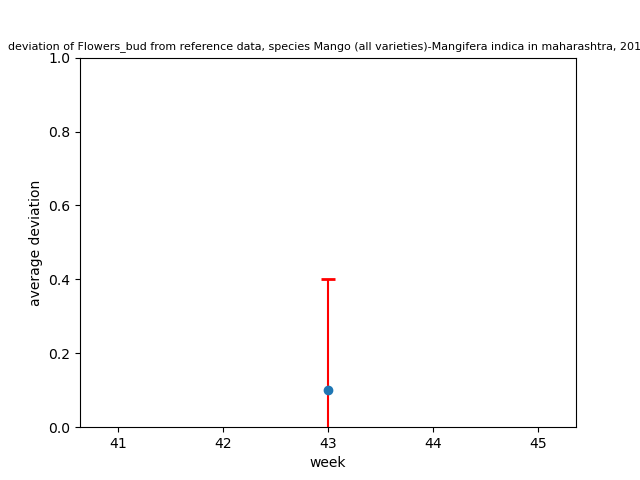 deviation of Flowers_bud from reference data, species Mango (all varieties)-Mangifera indica in maharashtra, 201
1.0
0.8
0.6
0.4
0.2
0.0
average deviation
41 42 43 44 45
week